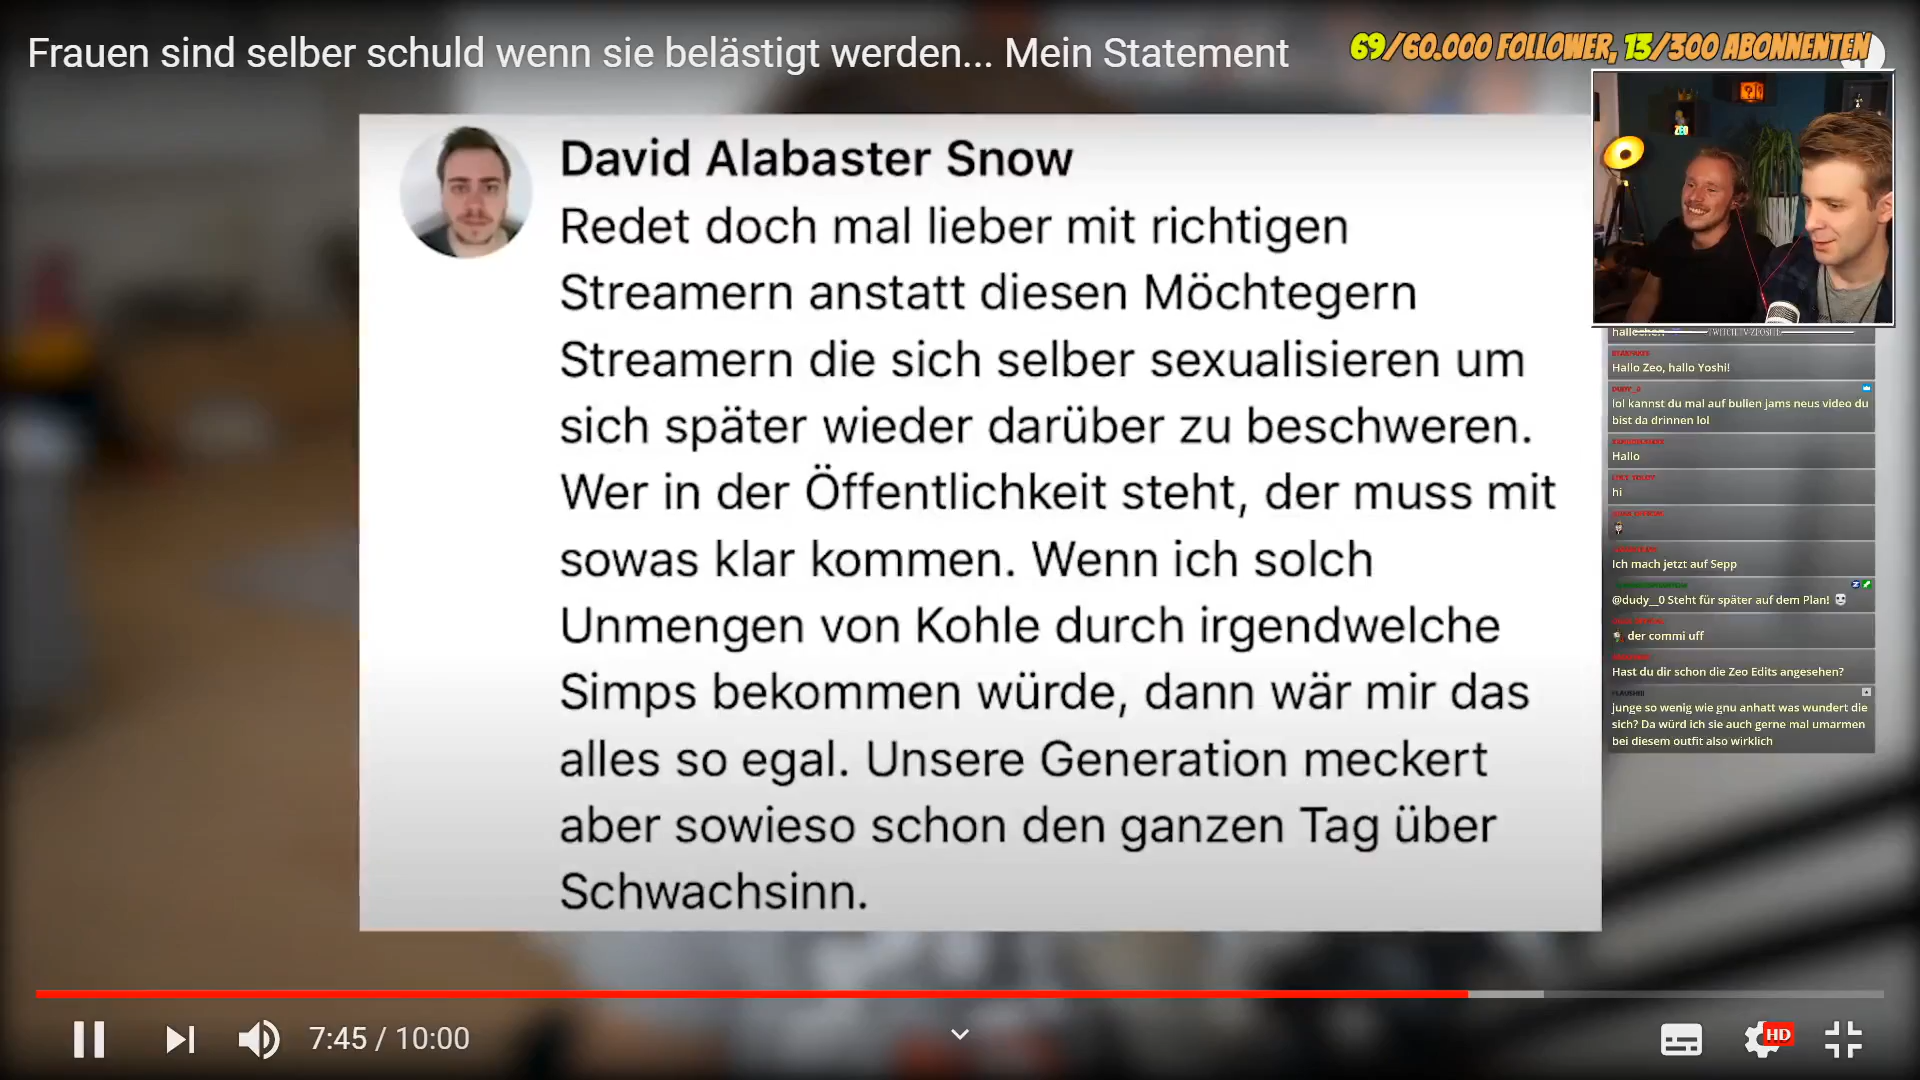 Frauen sind selber schuld wenn sie belästigt werden... Mein Statement
69/60.000 FOLLOWER, 13/300 ABONNENTEN
David Alabaster Snow
Redet doch mal lieber mit richtigen
Streamern anstatt diesen Möchtegern
Streamern die sich selber sexualisieren um
sich später wieder darüber zu beschweren.
Wer in der Öffentlichkeit steht, der muss mit
sowas klar kommen. Wenn ich solch
Unmengen von Kohle durch irgendwelche
Simps bekommen würde, dann wär mir das
alles so egal. Unsere Generation meckert
aber sowieso schon den ganzen Tag über
Schwachsinn.
ZEO
hallöchen
Hallo Zeo, hallo Yoshi!
lol kannst du mal auf bulien jams neus video du
bist da drinnen lol
Hallo
hi
Ich mach jetzt auf Sepp
@dudy__0 Steht für später auf dem Plan!
der commi uff
Hast du dir schon die Zeo Edits angesehen?
junge so wenig wie gnu anhatt was wundert die
sich? Da würd ich sie auch gerne mal umarmen
bei diesem outfit also wirklich
7:45 / 10:00
HD